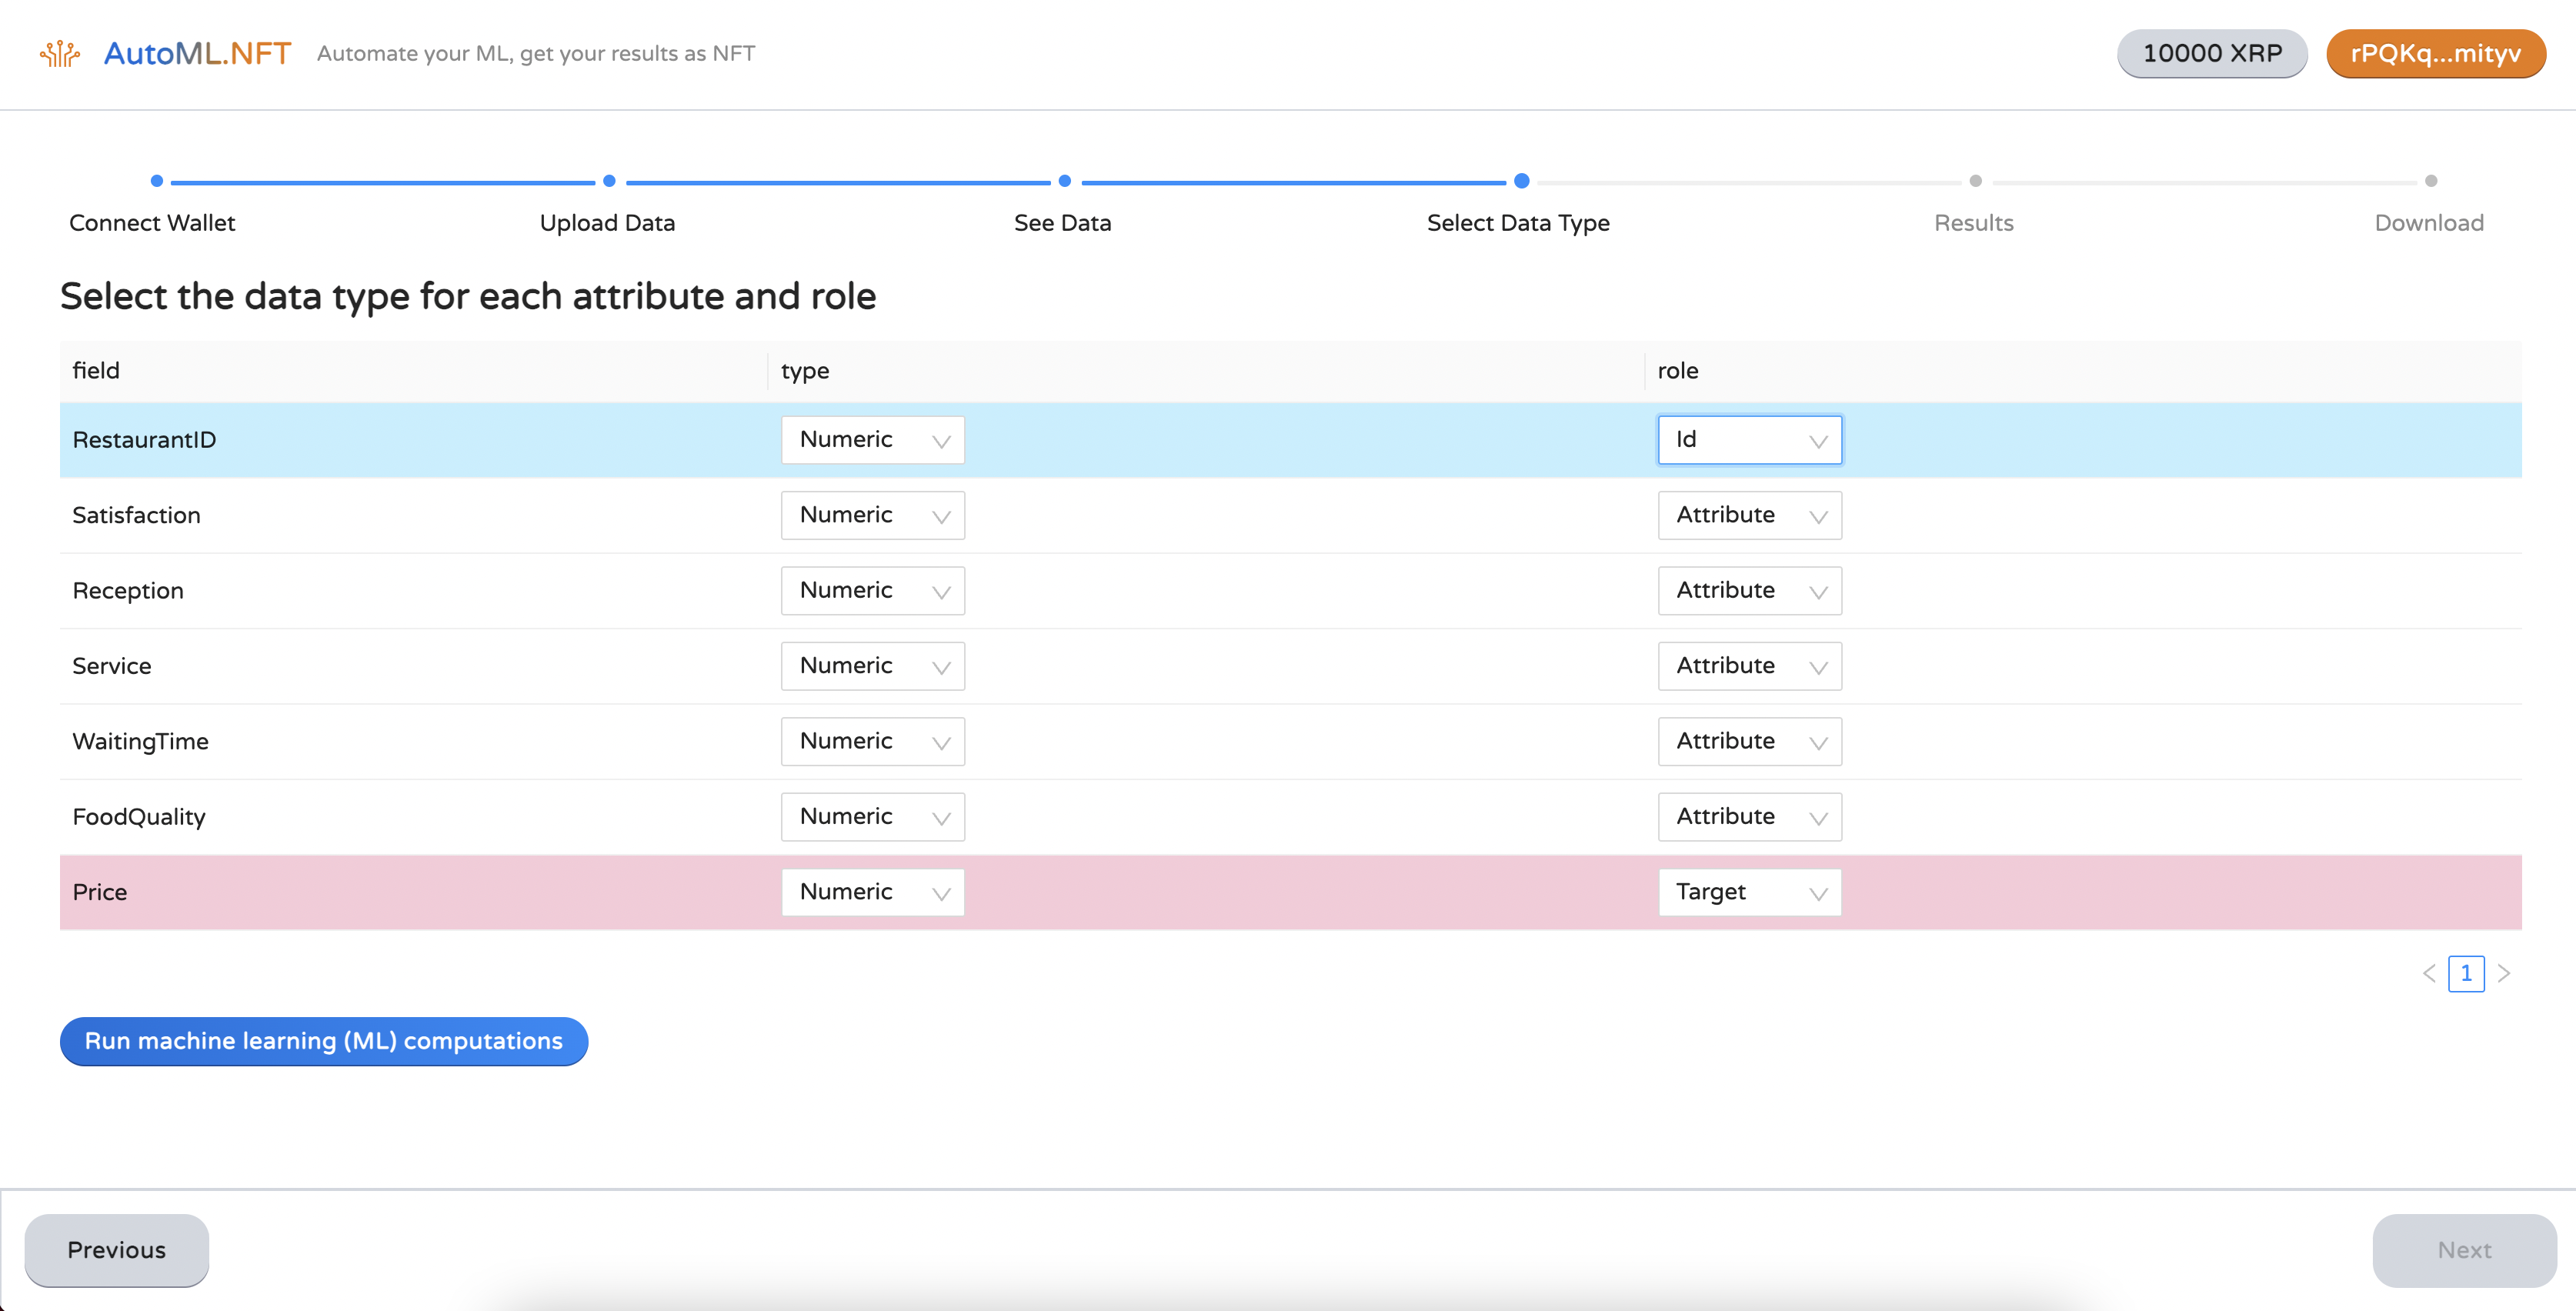 AutoML.NFT Automate your ML, get your results as NFT 10000 XRP rPQKq...mityv
Connect Wallet Upload Data See Data Select Data Type Results Download
Select the data type for each attribute and role
field type role
RestaurantID Numeric Id
Satisfaction Numeric Attribute
Reception Numeric Attribute
Service Numeric Attribute
WaitingTime Numeric Attribute
FoodQuality Numeric Attribute
Price Numeric Target
1
Run machine learning (ML) computations
Previous Next